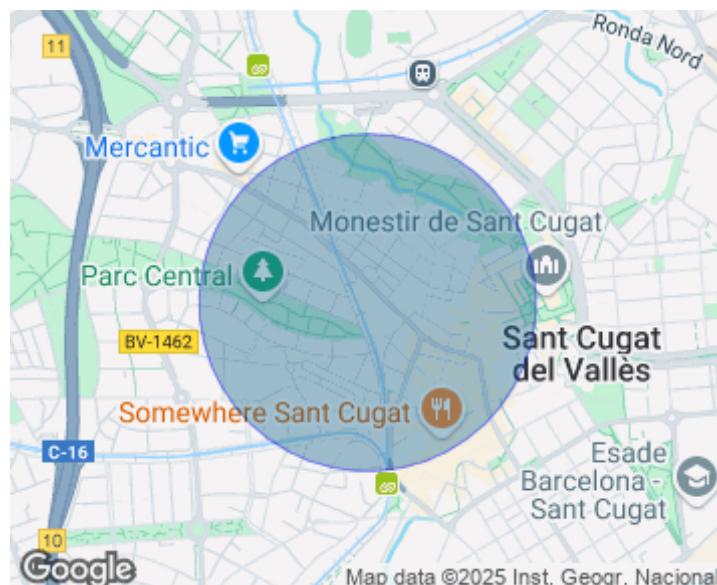 11
Ronda Nord
Mercantic
Monestir de Sant Cugat
Parc Central
BV-1462
Sant Cugat
del Vallès
Somewhere Sant Cugat
C-16
Esade
Barcelona -
Sant Cugat
10
Google
Map data ©2025 Inst. Geogr. Nacional